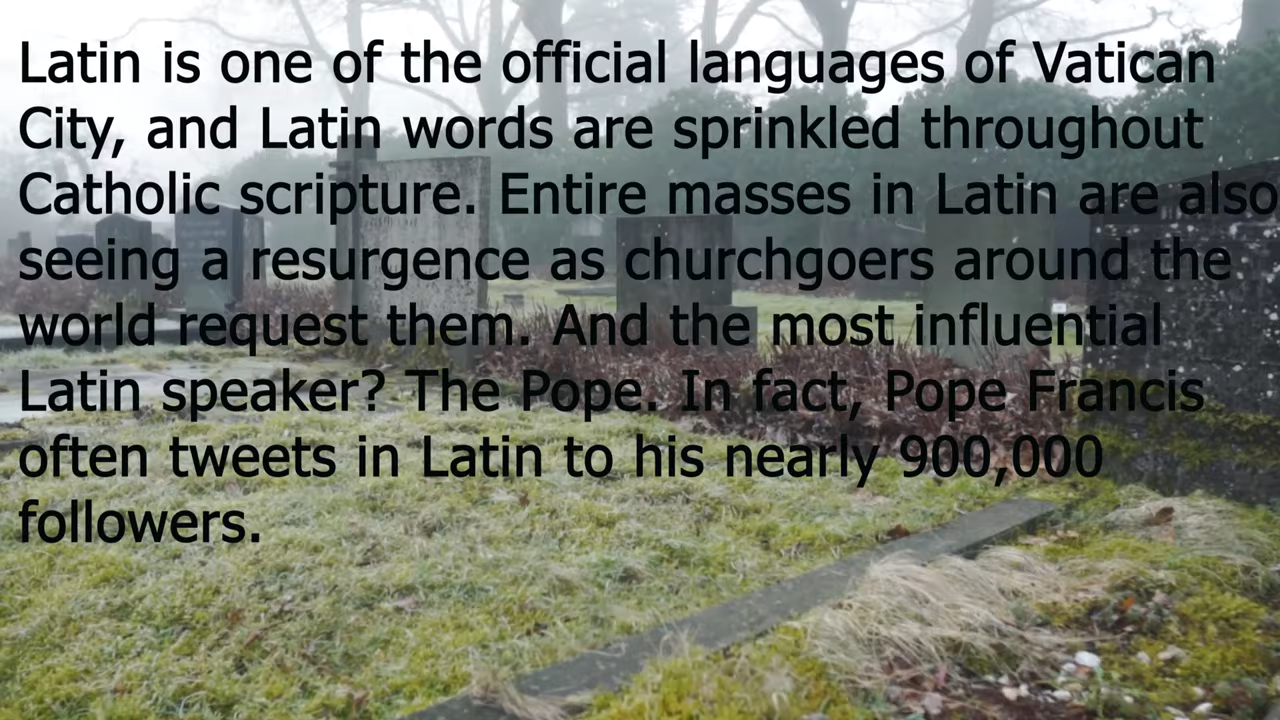 Latin is one of the official languages of Vatican
City, and Latin words are sprinkled throughout
Catholic scripture. Entire masses in Latin are also
seeing a resurgence as churchgoers around the
world request them. And the most influential
Latin speaker? The Pope. In fact, Pope Francis
often tweets in Latin to his nearly 900,000
followers.